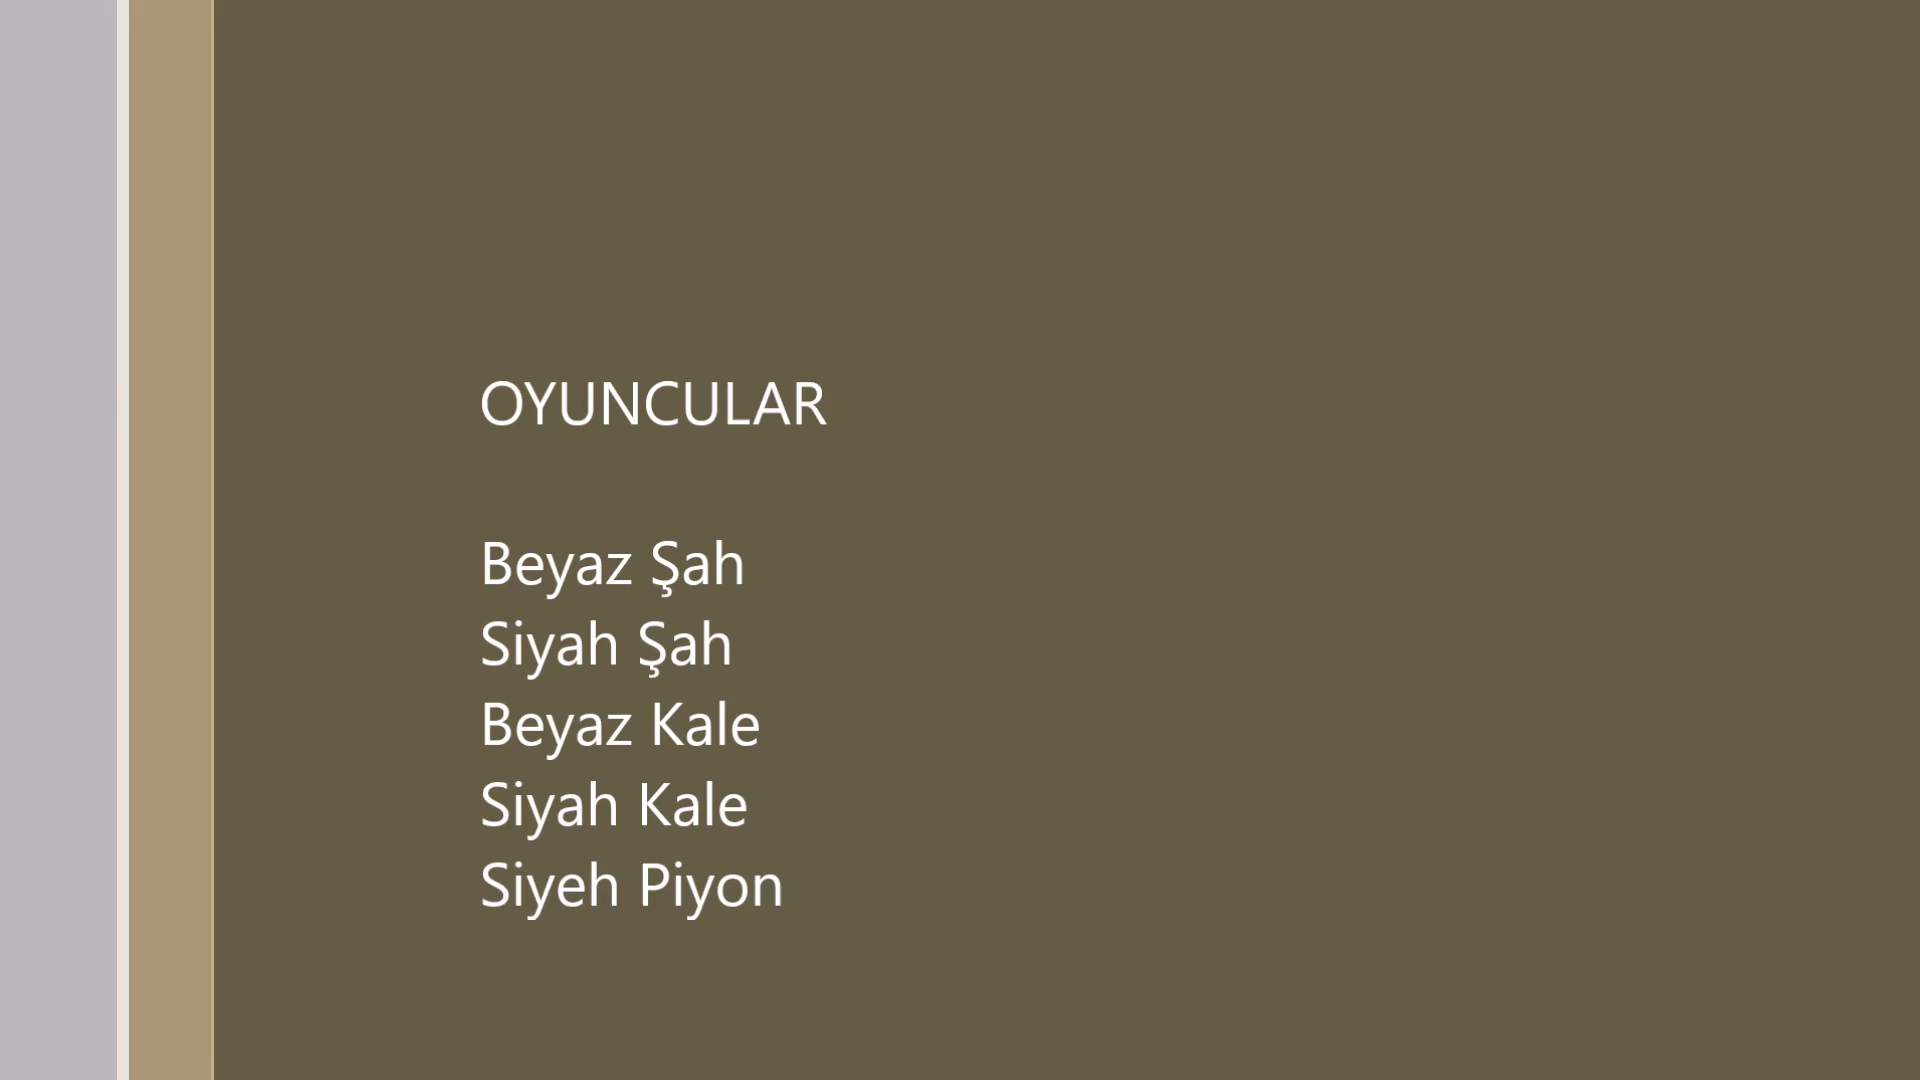 OYUNCULAR
Beyaz Şah
Siyah Şah
Beyaz Kale
Siyah Kale
Siyeh Piyon